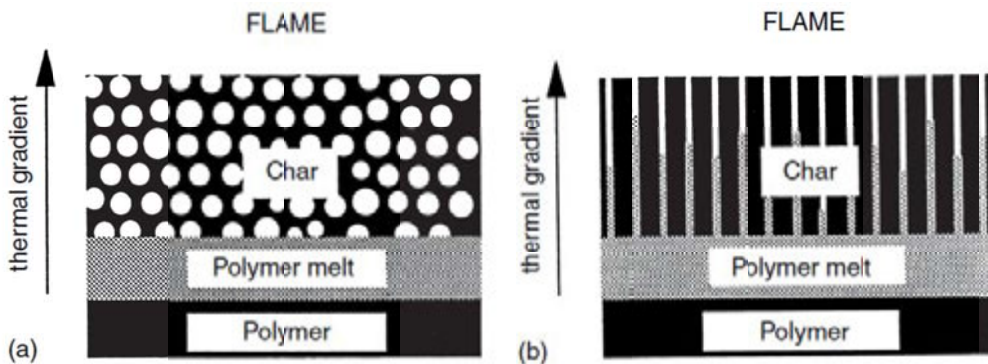 FLAME
thermal gradient
Char
Polymer melt
Polymer
(a)
FLAME
thermal gradient
Char
Polymer melt
Polymer
(b)